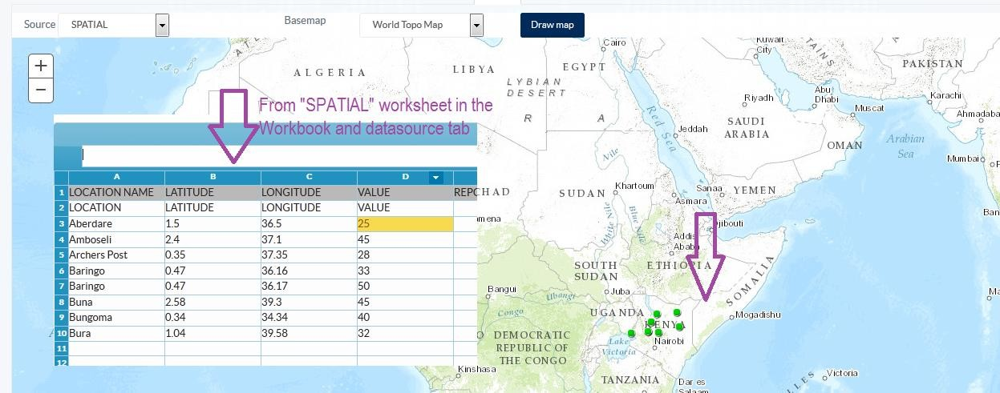 Source SPATIAL Basemap World Topo Map Draw map
+
−
From "SPATIAL" worksheet in the
Workbook and datasource tab
A B C D
1 LOCATION NAME LATITUDE LONGITUDE VALUE REP
2 LOCATION LATITUDE LONGITUDE VALUE
3 Aberdare 1.5 36.5 25
4 Amboseli 2.4 37.1 45
5 Archers Post 0.35 37.35 28
6 Baringo 0.47 36.16 33
7 Baringo 0.47 36.17 50
8 Buna 2.58 39.3 45
9 Bungoma 0.34 34.34 40
10 Bura 1.04 39.58 32
11
12
Cairo
Kuwait
City
TAINS
PAKISTAN
ALGERIA
LIBYA
EGYPT
LYBIAN
DESERT
R A
Riyadh
Abu
Dhabi
Karachi
Muscat
Ahmadaba
Red Sea
Jeddah
SAUDI
ARABIA
OMAN
Arabian
Sea
Mumbai
Nile
CHAD
SUDAN
Khartoum
Sanaa
YEMEN
Asmara
amena
White Nile
Blue Nile
Addis
Ababa
jibouti
Ban
SOUTH
SUDAN
ETHIOPIA
SOMALIA
Bangui
Juba
Ubangi
Congo
UGANDA
KENYA
Mogadishu
DEMOCRATIC
REPUBLIC OF
THE CONGO
Lake
Victoria
Nairobi
Kinshasa
TANZANIA
Dar es
Salaam
Victoria
LLES